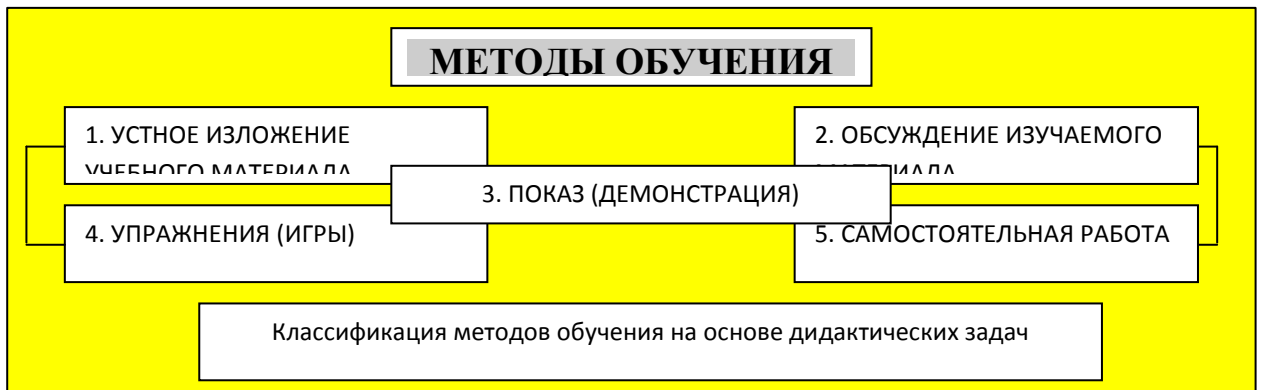 МЕТОДЫ ОБУЧЕНИЯ
1. УСТНОЕ ИЗЛОЖЕНИЕ
УЧЕБНОГО МАТЕРИАЛА
2. ОБСУЖДЕНИЕ ИЗУЧАЕМОГО
МАТЕРИАЛА
3. ПОКАЗ (ДЕМОНСТРАЦИЯ)
4. УПРАЖНЕНИЯ (ИГРЫ)
5. САМОСТОЯТЕЛЬНАЯ РАБОТА
Классификация методов обучения на основе дидактических задач